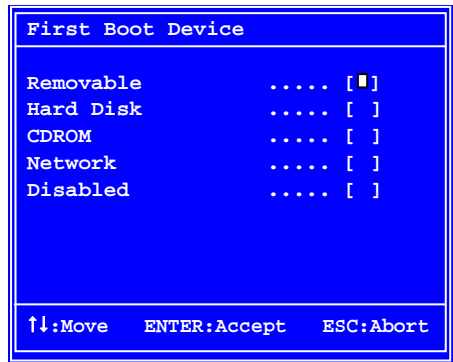 First Boot Device
Removable ..... [▮]
Hard Disk ..... [ ]
CDROM ..... [ ]
Network ..... [ ]
Disabled ..... [ ]
↑↓:Move ENTER:Accept ESC:Abort